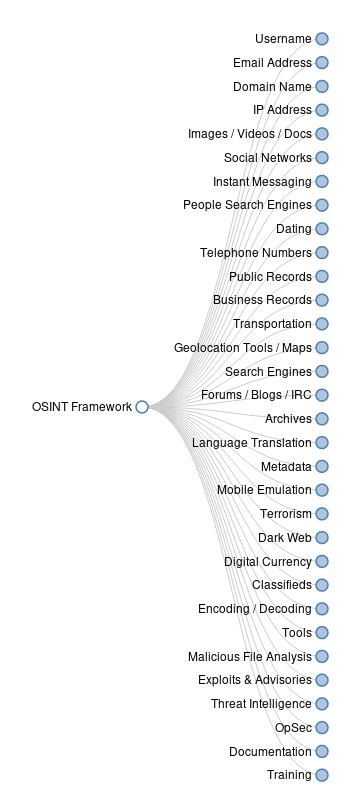 Username
Email Address
Domain Name
IP Address
Images / Videos / Docs
Social Networks
Instant Messaging
People Search Engines
Dating
Telephone Numbers
Public Records
Business Records
Transportation
Geolocation Tools / Maps
Search Engines
Forums / Blogs / IRC
OSINT Framework
Archives
Language Translation
Metadata
Mobile Emulation
Terrorism
Dark Web
Digital Currency
Classifieds
Encoding / Decoding
Tools
Malicious File Analysis
Exploits & Advisories
Threat Intelligence
OpSec
Documentation
Training